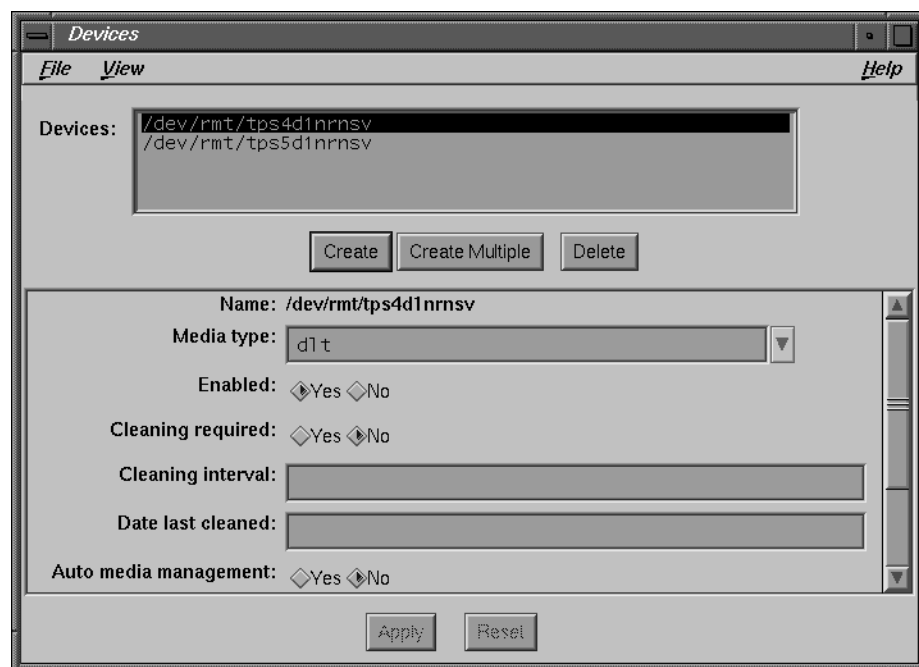 Devices
File View Help
Devices: /dev/rmt/tps4d1nrnsv
/dev/rmt/tps5d1nrnsv
Create Create Multiple Delete
Name: /dev/rmt/tps4d1nrnsv
Media type: dlt
Enabled: Yes No
Cleaning required: Yes No
Cleaning interval:
Date last cleaned:
Auto media management: Yes No
Apply Reset